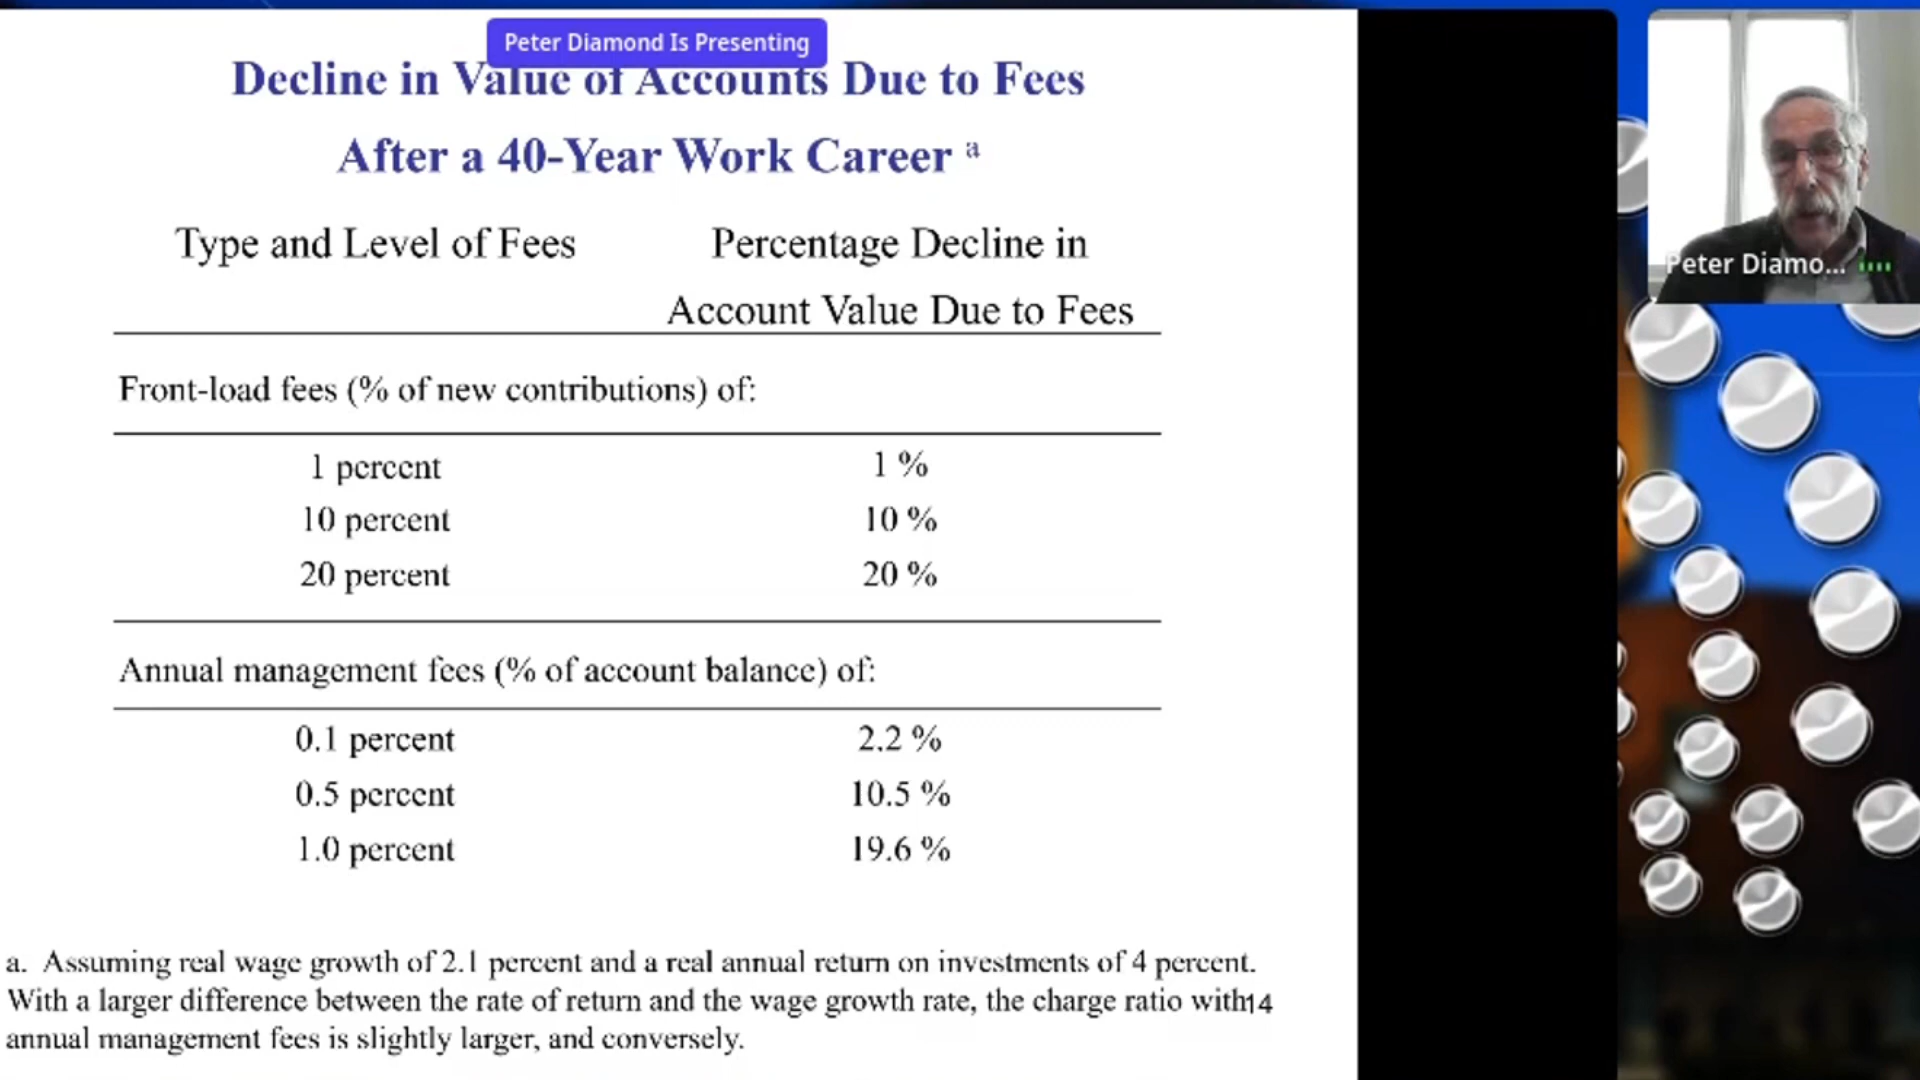 Peter Diamond Is Presenting
Decline in Value of Accounts Due to Fees
After a 40-Year Work Career a
Type and Level of Fees
Percentage Decline in
Account Value Due to Fees
Front-load fees (% of new contributions) of:
1 percent 1 %
10 percent 10 %
20 percent 20 %
Annual management fees (% of account balance) of:
0.1 percent 2.2 %
0.5 percent 10.5 %
1.0 percent 19.6 %
a. Assuming real wage growth of 2.1 percent and a real annual return on investments of 4 percent.
With a larger difference between the rate of return and the wage growth rate, the charge ratio with
14
annual management fees is slightly larger, and conversely.
Peter Diamo...